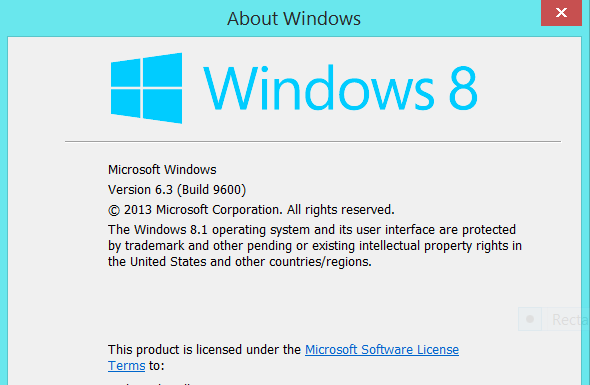 About Windows
Windows 8
Microsoft Windows
Version 6.3 (Build 9600)
© 2013 Microsoft Corporation. All rights reserved.
The Windows 8.1 operating system and its user interface are protected
by trademark and other pending or existing intellectual property rights in
the United States and other countries/regions.
Recta
This product is licensed under the Microsoft Software License
Terms to: